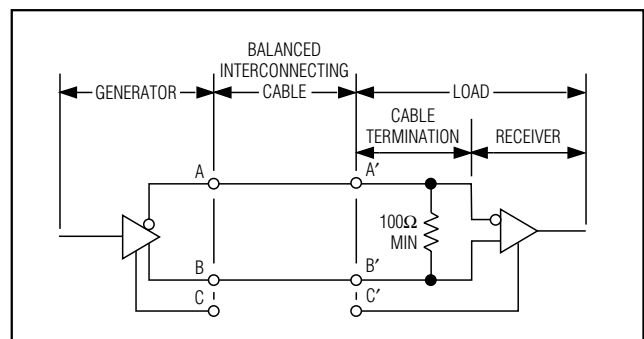 BALANCED
INTERCONNECTING
CABLE
GENERATOR
LOAD
CABLE
TERMINATION
RECEIVER
A
A′
100Ω
MIN
B
B′
C
C′